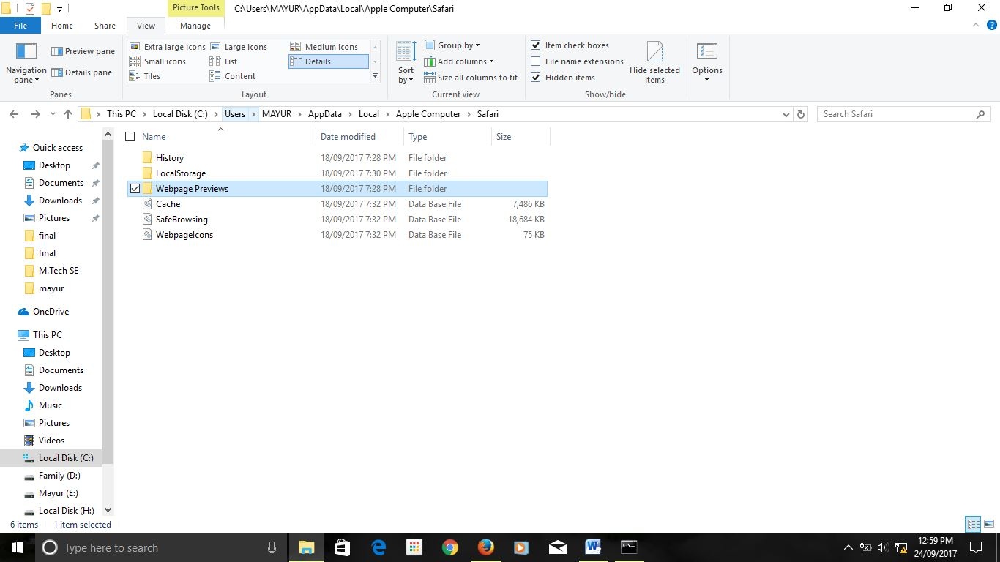 Picture Tools C:\Users\MAYUR\AppData\Local\Apple Computer\Safari
File Home Share View Manage
Navigation pane
Preview pane
Details pane
Panes
Extra large icons Large icons Medium icons
Small icons List Details
Tiles Content
Layout
Sort by
Group by
Add columns
Size all columns to fit
Current view
Item check boxes
File name extensions
Hidden items
Hide selected items
Show/hide
Options
This PC Local Disk (C:) Users MAYUR AppData Local Apple Computer Safari
Search Safari
Quick access
Desktop
Documents
Downloads
Pictures
final
final
M.Tech SE
mayur
OneDrive
This PC
Desktop
Documents
Downloads
Music
Pictures
Videos
Local Disk (C:)
Family (D:)
Mayur (E:)
Local Disk (H:)
Name Date modified Type Size
History 18/09/2017 7:28 PM File folder
LocalStorage 18/09/2017 7:30 PM File folder
Webpage Previews 18/09/2017 7:28 PM File folder
Cache 18/09/2017 7:32 PM Data Base File 7,486 KB
SafeBrowsing 18/09/2017 7:32 PM Data Base File 18,684 KB
WebpageIcons 18/09/2017 7:32 PM Data Base File 75 KB
6 items 1 item selected
Type here to search
12:59 PM
24/09/2017